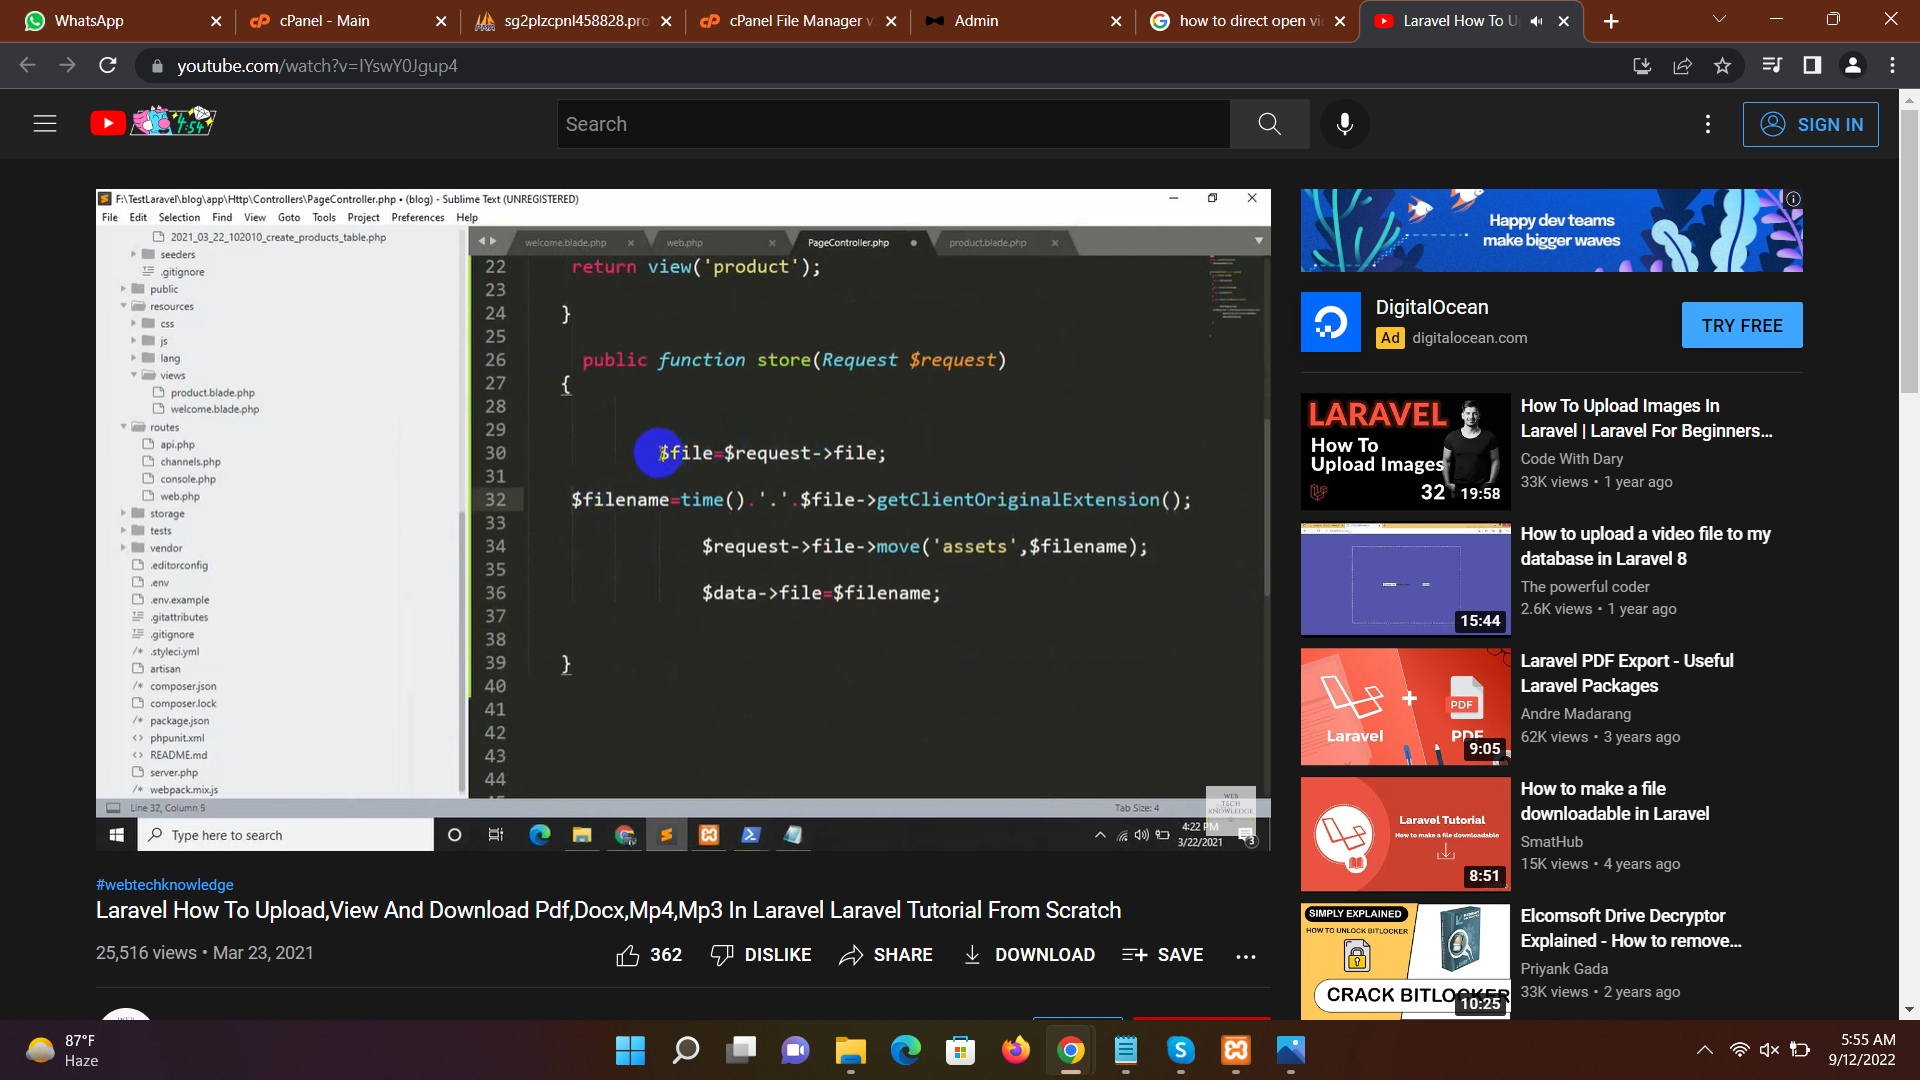 WhatsApp
cPanel - Main
sg2plzcpnl458828.pro
cPanel File Manager v
Admin
how to direct open vi
Laravel How To U
youtube.com/watch?v=IYswY0Jgup4
4:54
Search
SIGN IN
F:\TestLaravel\blog\app\Http\Controllers\PageController.php • (blog) - Sublime Text (UNREGISTERED)
File Edit Selection Find View Goto Tools Project Preferences Help
2021_03_22_102010_create_products_table.php
seeders
.gitignore
public
resources
css
js
lang
views
product.blade.php
welcome.blade.php
routes
api.php
channels.php
console.php
web.php
storage
tests
vendor
.editorconfig
.env
.env.example
.gitattributes
.gitignore
.styleci.yml
artisan
composer.json
composer.lock
package.json
phpunit.xml
README.md
server.php
webpack.mix.js
welcome.blade.php
web.php
PageController.php
product.blade.php
22 return view('product');
23
24 }
25
26 public function store(Request $request)
27 {
28
29
30 $file=$request->file;
31
32 $filename=time().'.'.$file->getClientOriginalExtension();
33
34 $request->file->move('assets',$filename);
35
36 $data->file=$filename;
37
38
39 }
40
41
42
43
44
Line 32, Column 5
Tab Size: 4
WEB
TECH
KNOWLEDGE
Type here to search
4:22 PM
3/22/2021
3
#webtechknowledge
Laravel How To Upload,View And Download Pdf,Docx,Mp4,Mp3 In Laravel Laravel Tutorial From Scratch
25,516 views • Mar 23, 2021
362
DISLIKE
SHARE
DOWNLOAD
SAVE
Happy dev teams
make bigger waves
DigitalOcean
Ad digitalocean.com
TRY FREE
LARAVEL
How To
Upload Images
32
19:58
How To Upload Images In
Laravel | Laravel For Beginners...
Code With Dary
33K views • 1 year ago
15:44
How to upload a video file to my
database in Laravel 8
The powerful coder
2.6K views • 1 year ago
Laravel
+
PDF
PDF
9:05
Laravel PDF Export - Useful
Laravel Packages
Andre Madarang
62K views • 3 years ago
Laravel Tutorial
How to make a file downloadable
8:51
How to make a file
downloadable in Laravel
SmatHub
15K views • 4 years ago
SIMPLY EXPLAINED
HOW TO UNLOCK BITLOCKER
CRACK BITLOCKER
10:25
Elcomsoft Drive Decryptor
Explained - How to remove...
Priyank Gada
33K views • 2 years ago
87°F
Haze
5:55 AM
9/12/2022